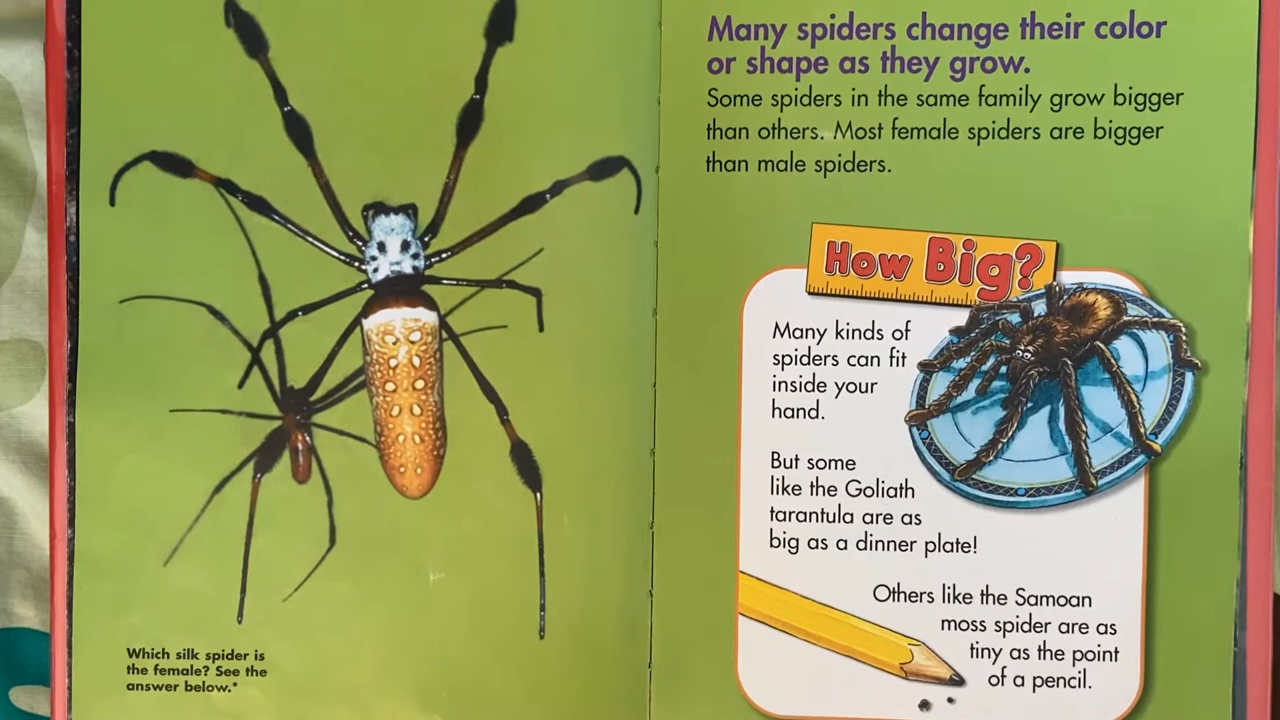 Which silk spider is
the female? See the
answer below.*
Many spiders change their color
or shape as they grow.
Some spiders in the same family grow bigger
than others. Most female spiders are bigger
than male spiders.
How Big?
Many kinds of
spiders can fit
inside your
hand.
But some
like the Goliath
tarantula are as
big as a dinner plate!
Others like the Samoan
moss spider are as
tiny as the point
of a pencil.